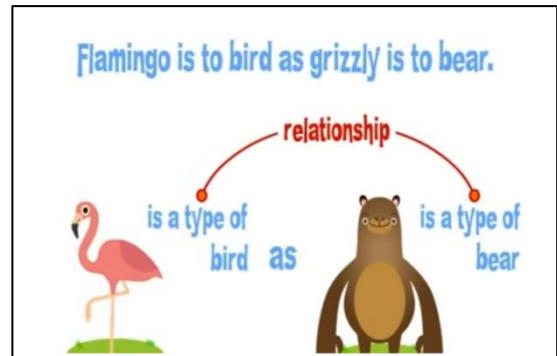 Flamingo is to bird as grizzly is to bear.
relationship
is a type of
bird
as
is a type of
bear